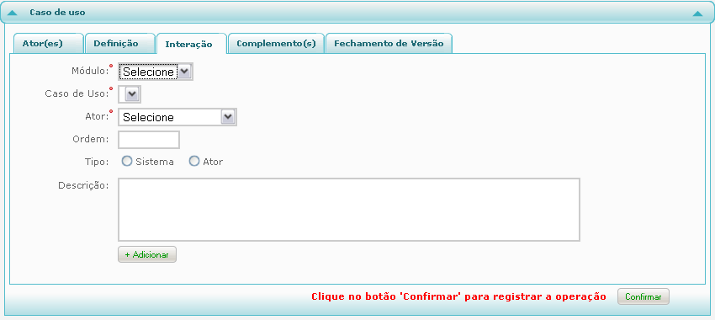 Caso de uso
Ator(es) Definição Interação Complemento(s) Fechamento de Versão
Módulo:* Selecione
Caso de Uso:*
Ator:* Selecione
Ordem:
Tipo: Sistema Ator
Descrição:
+ Adicionar
Clique no botão 'Confirmar' para registrar a operação Confirmar